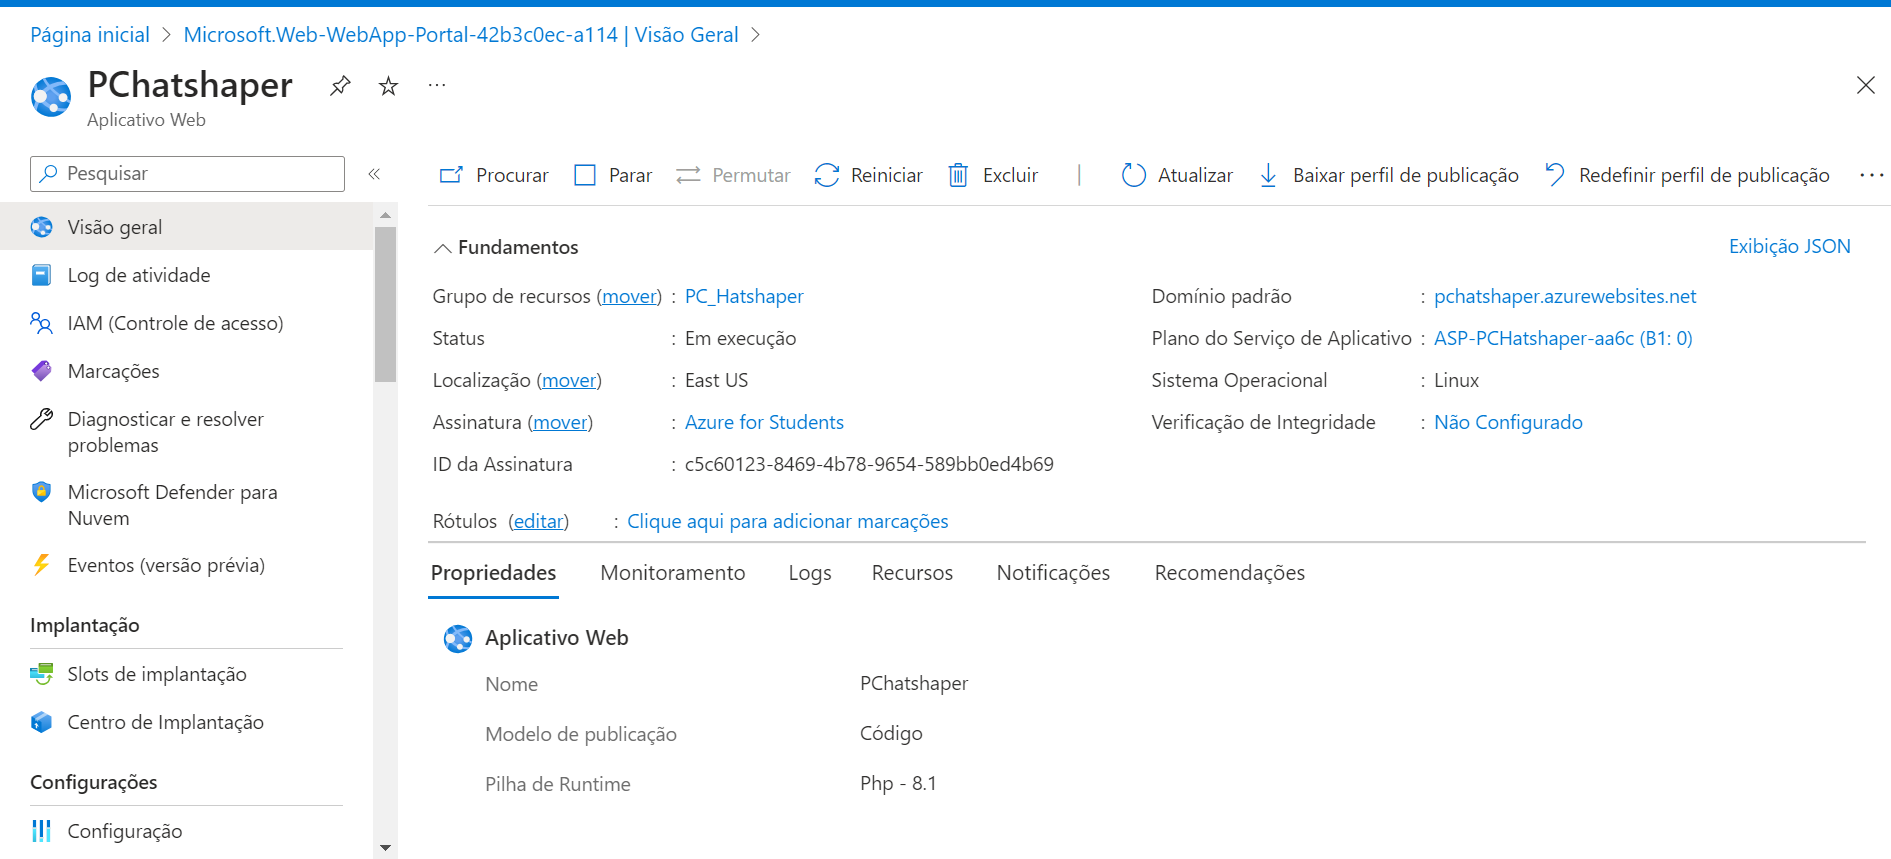 Página inicial > Microsoft.Web-WebApp-Portal-42b3c0ec-a114 | Visão Geral >
PChatshaper ...
Aplicativo Web
Pesquisar «
Visão geral
Log de atividade
IAM (Controle de acesso)
Marcações
Diagnosticar e resolver
problemas
Microsoft Defender para
Nuvem
Eventos (versão prévia)
Implantação
Slots de implantação
Centro de Implantação
Configurações
Configuração
Procurar Parar Permutar Reiniciar Excluir | Atualizar Baixar perfil de publicação Redefinir perfil de publicação ...
Fundamentos Exibição JSON
Grupo de recursos (mover) : PC_Hatshaper
Status : Em execução
Localização (mover) : East US
Assinatura (mover) : Azure for Students
ID da Assinatura : c5c60123-8469-4b78-9654-589bb0ed4b69
Domínio padrão : pchatshaper.azurewebsites.net
Plano do Serviço de Aplicativo : ASP-PCHatshaper-aa6c (B1: 0)
Sistema Operacional : Linux
Verificação de Integridade : Não Configurado
Rótulos (editar) : Clique aqui para adicionar marcações
Propriedades Monitoramento Logs Recursos Notificações Recomendações
Aplicativo Web
Nome PChatshaper
Modelo de publicação Código
Pilha de Runtime Php - 8.1